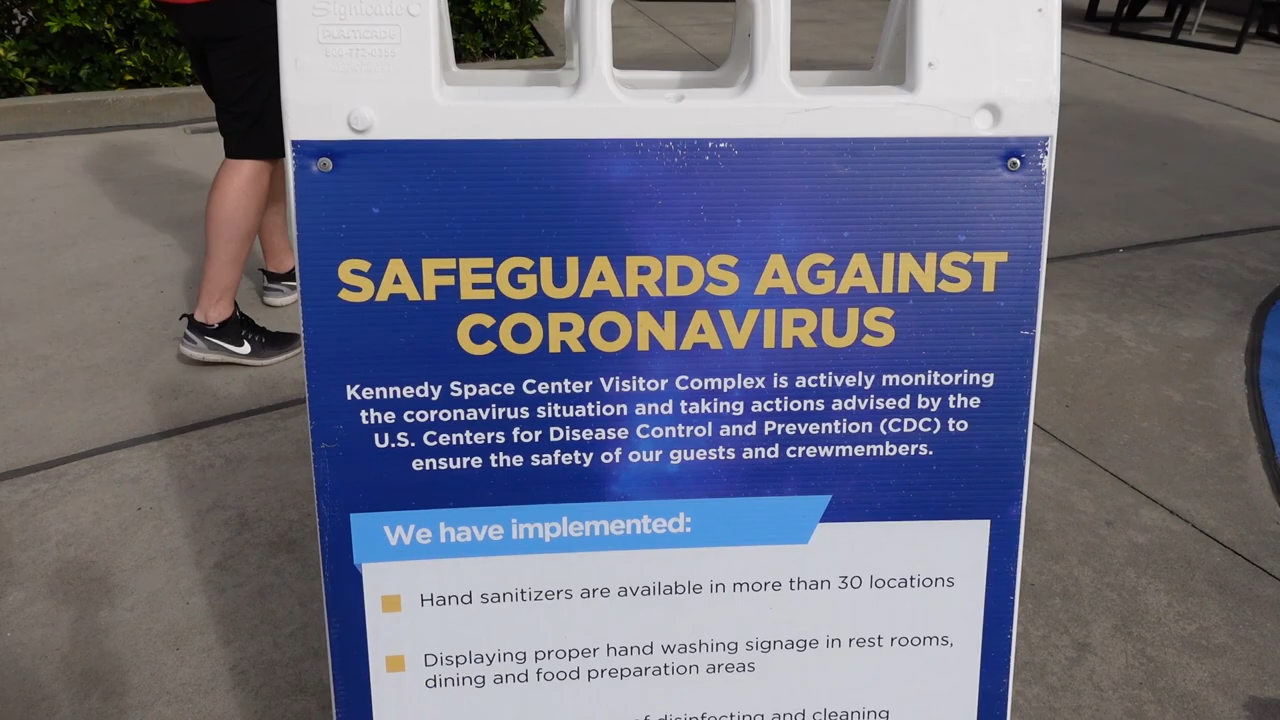 Signicade
PLASTICADE
800-772-0355
SAFEGUARDS AGAINST
CORONAVIRUS
Kennedy Space Center Visitor Complex is actively monitoring
the coronavirus situation and taking actions advised by the
U.S. Centers for Disease Control and Prevention (CDC) to
ensure the safety of our guests and crewmembers.
We have implemented:
Hand sanitizers are available in more than 30 locations
Displaying proper hand washing signage in rest rooms,
dining and food preparation areas
of disinfecting and cleaning